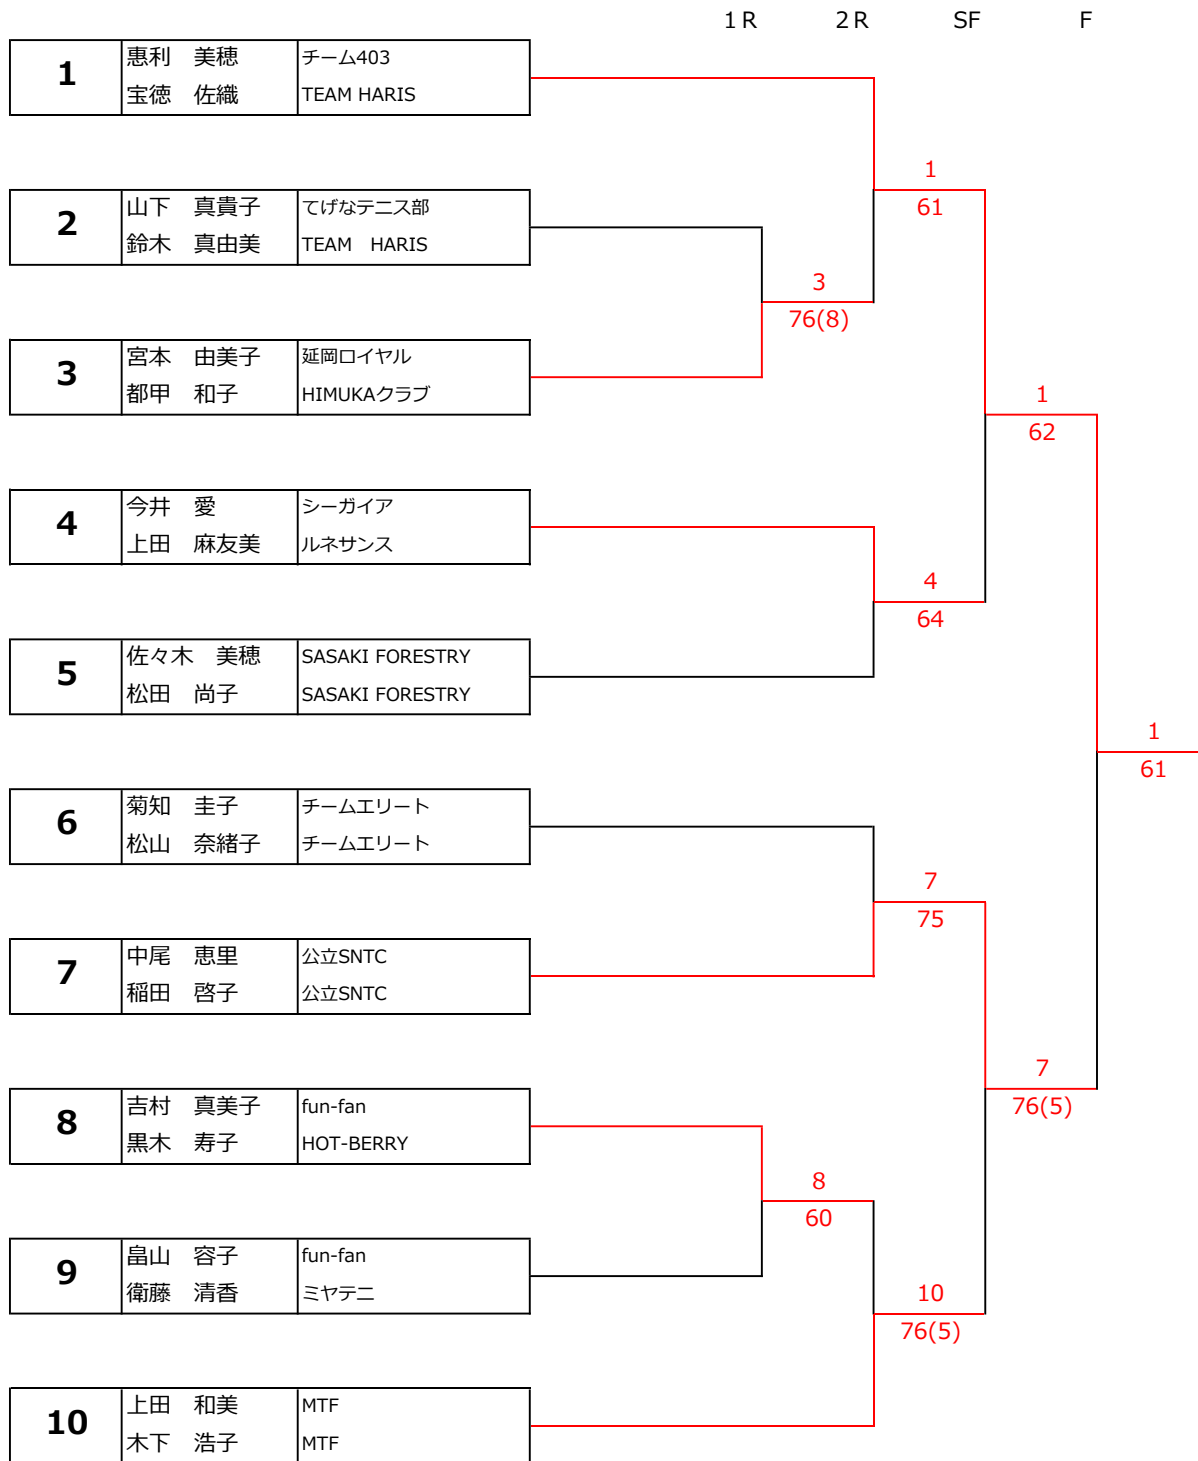 １R　２R　SF　F
1
惠利　美穂　チーム403
宝徳　佐織　TEAM HARIS
1
61
2
山下　真貴子　てげなテニス部
鈴木　真由美　TEAM　HARIS
3
76(8)
3
宮本　由美子　延岡ロイヤル
都甲　和子　HIMUKAクラブ
1
62
4
今井　愛　シーガイア
上田　麻友美　ルネサンス
4
64
5
佐々木　美穂　SASAKI FORESTRY
松田　尚子　SASAKI FORESTRY
1
61
6
菊知　圭子　チームエリート
松山　奈緒子　チームエリート
7
75
7
中尾　恵里　公立SNTC
稲田　啓子　公立SNTC
7
76(5)
8
吉村　真美子　fun-fan
黒木　寿子　HOT-BERRY
8
60
9
畠山　容子　fun-fan
衛藤　清香　ミヤテニ
10
76(5)
10
上田　和美　MTF
木下　浩子　MTF